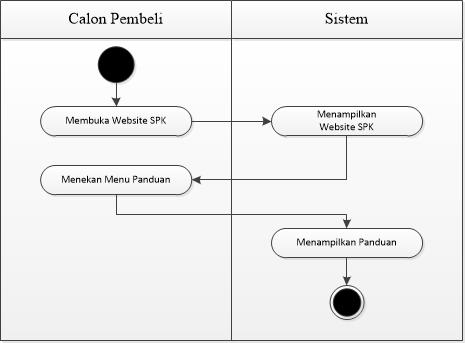 Calon Pembeli
Sistem
Membuka Website SPK
Menampilkan
Website SPK
Menekan Menu Panduan
Menampilkan Panduan